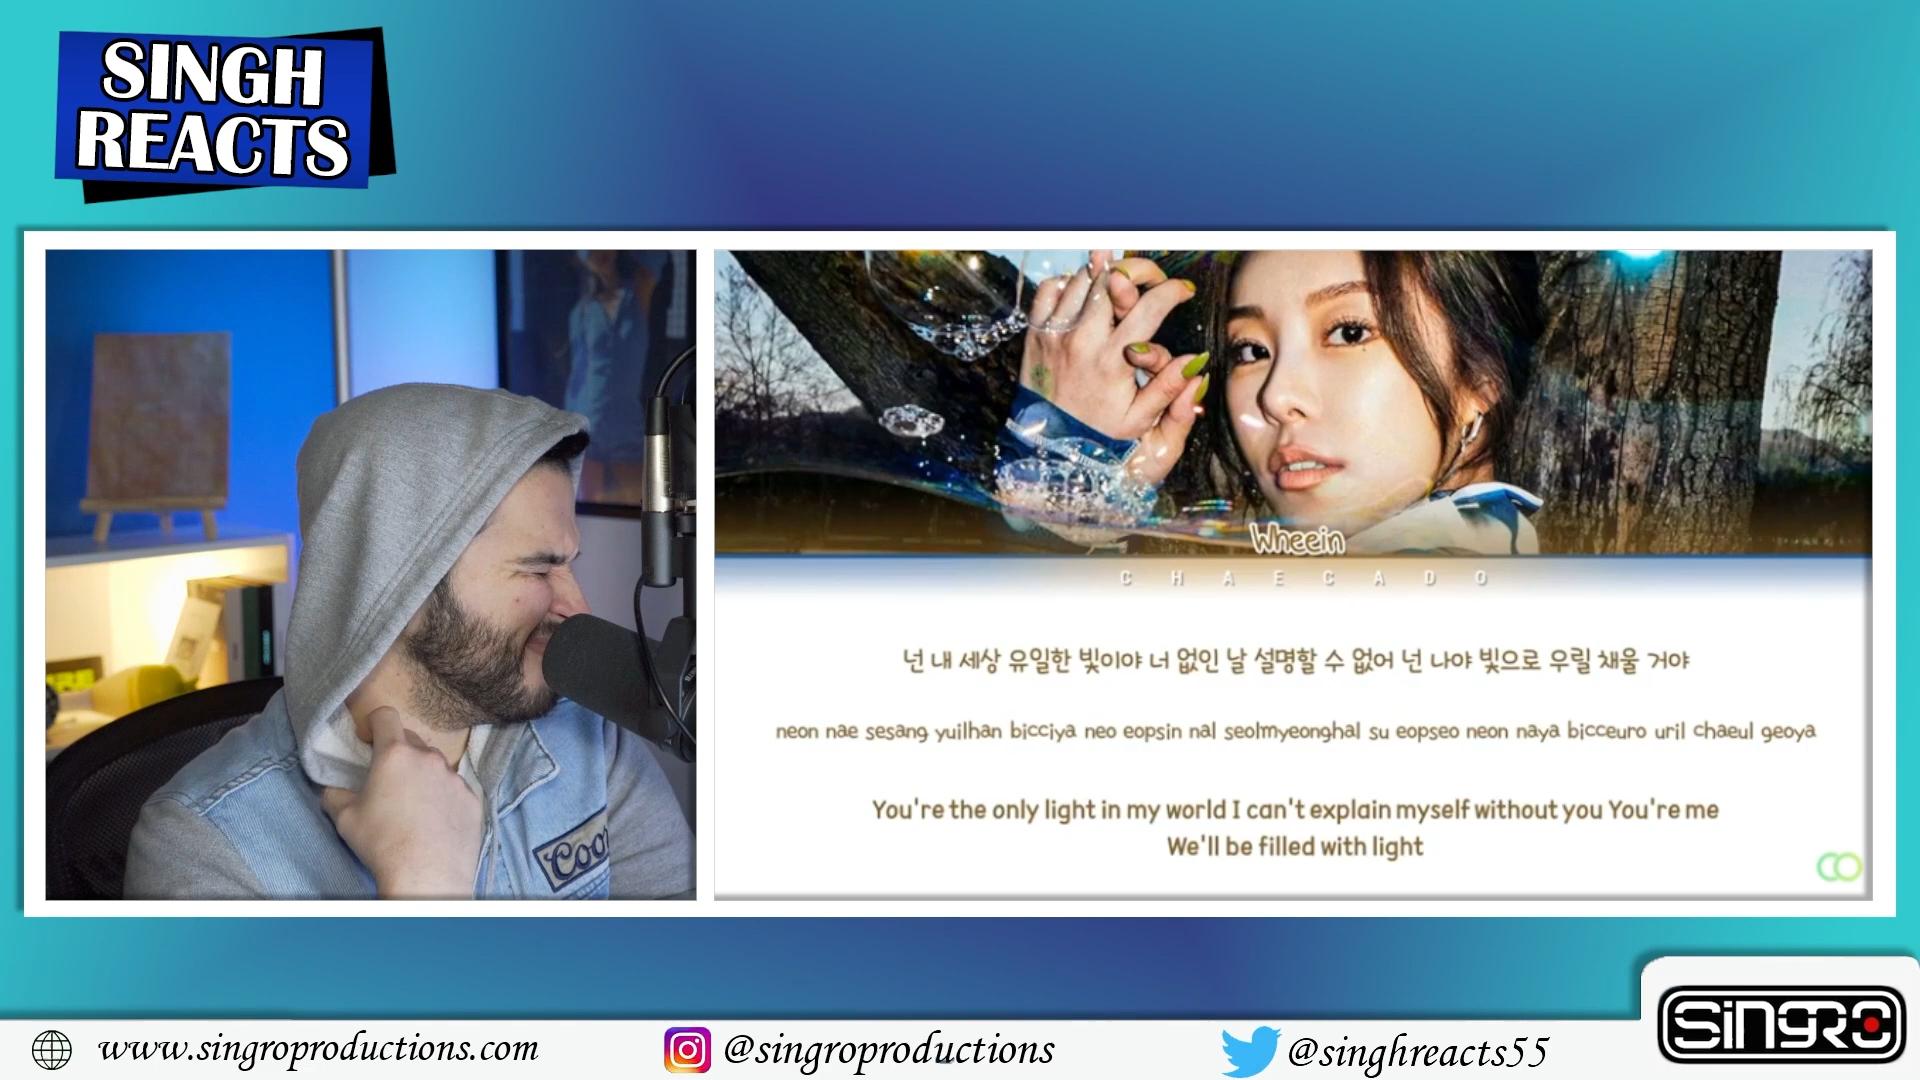 SINGH
REACTS
Wheein
CHAECADO
넌 내 세상 유일한 빛이야 너 없인 날 설명할 수 없어 넌 나야 빛으로 우릴 채울 거야
neon nae sesang yuilhan bicciya neo eopsin nal seolmyeonghal su eopseo neon naya bicceuro uril chaeul geoya
You're the only light in my world I can't explain myself without you You're me
We'll be filled with light
www.singroproductions.com
@singroproductions
@singhreacts55
SINGRO